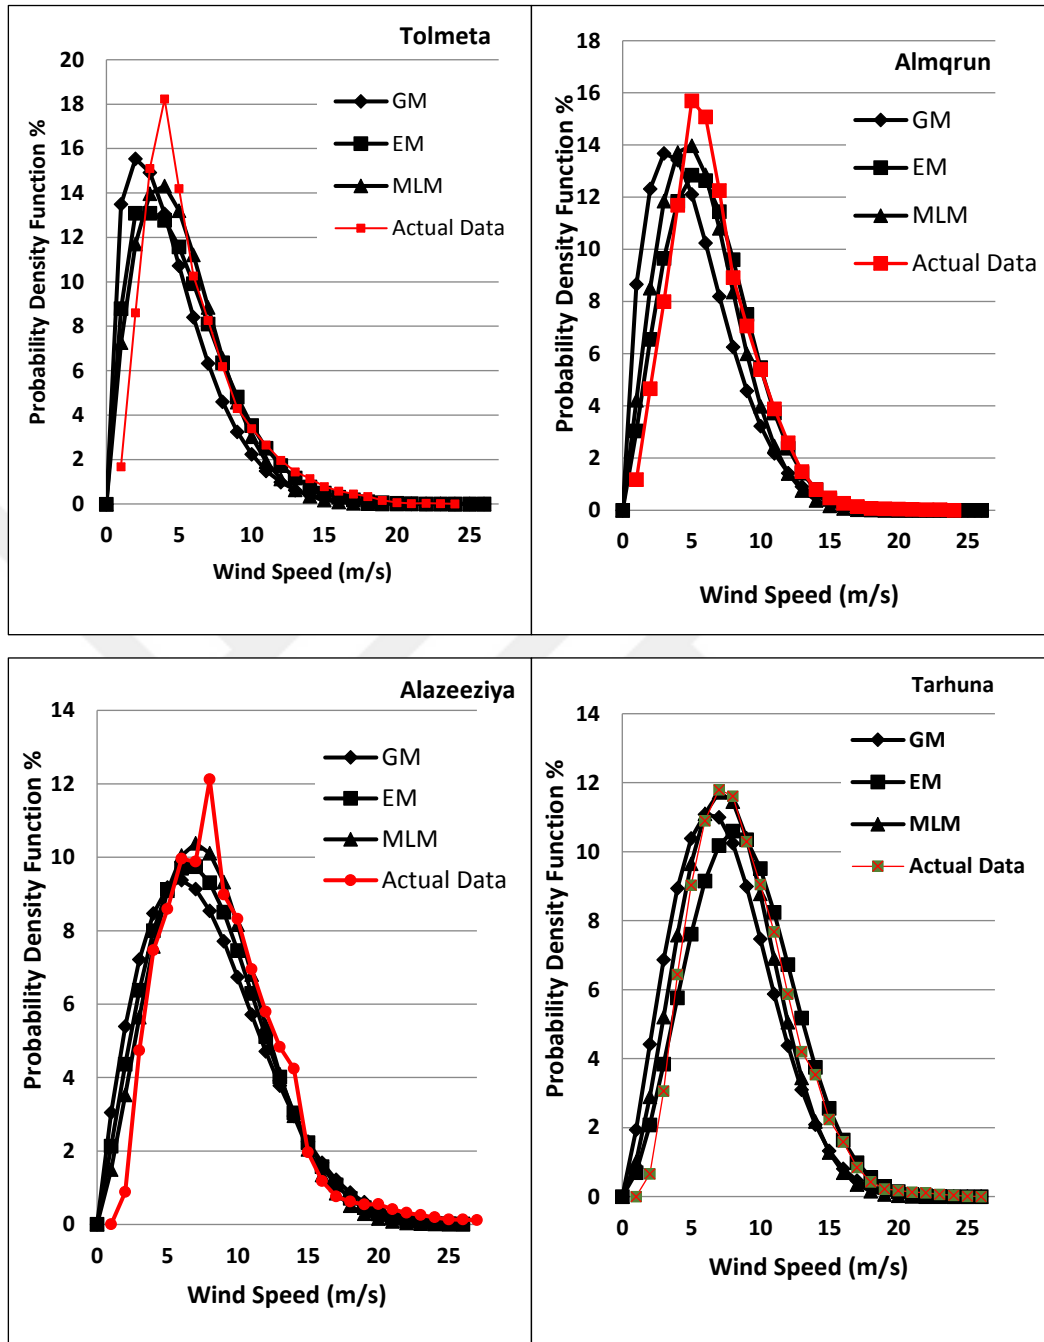 Tolmeta
20
18
16
14
12
10
8
6
4
2
0
Probability Density Function %
GM
EM
MLM
Actual Data
0 5 10 15 20 25
Wind Speed (m/s)
Almqrun
18
16
14
12
10
8
6
4
2
0
Probability Density Function %
GM
EM
MLM
Actual Data
0 5 10 15 20 25
Wind Speed (m/s)
Alazeeziya
14
12
10
8
6
4
2
0
Probability Density Function %
GM
EM
MLM
Actual Data
0 5 10 15 20 25
Wind Speed (m/s)
Tarhuna
14
12
10
8
6
4
2
0
Probability Density Function %
GM
EM
MLM
Actual Data
0 5 10 15 20 25
Wind Speed (m/s)